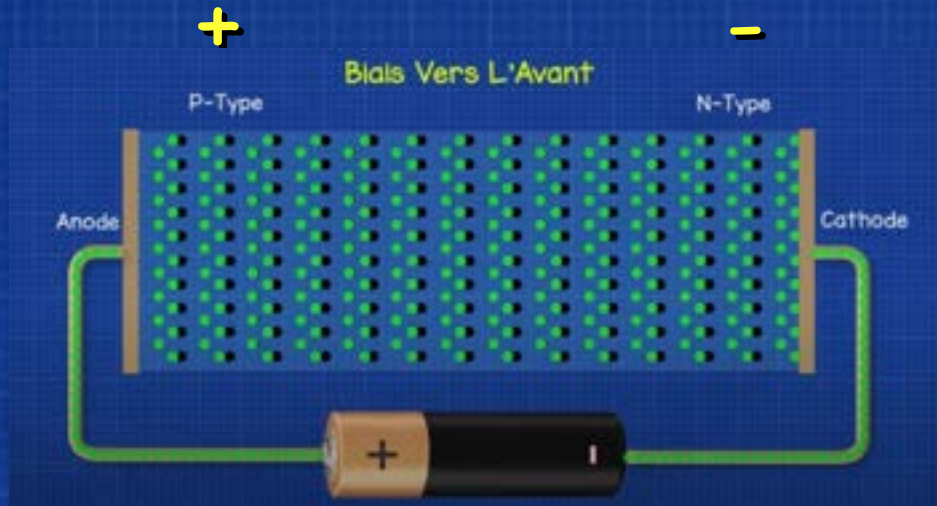 + -
Biais Vers L'Avant
P-Type N-Type
Anode Cathode
+ -